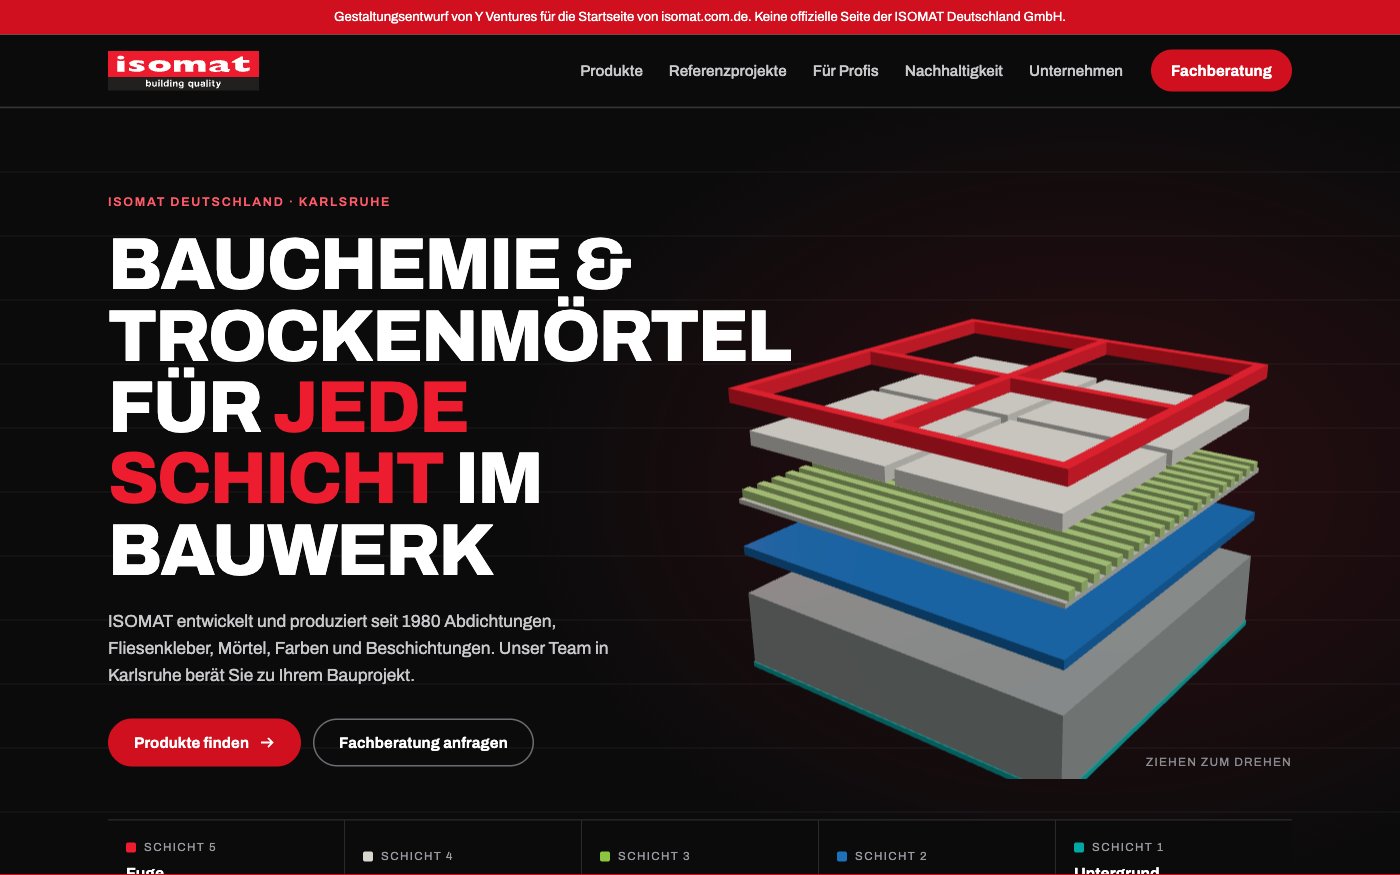 Gestaltungsentwurf von Y Ventures für die Startseite von isomat.com.de. Keine offizielle Seite der ISOMAT Deutschland GmbH.
isomat
building quality
Produkte Referenzprojekte Für Profis Nachhaltigkeit Unternehmen Fachberatung
ISOMAT DEUTSCHLAND · KARLSRUHE
BAUCHEMIE &
TROCKENMÖRTEL
FÜR JEDE
SCHICHT IM
BAUWERK
ISOMAT entwickelt und produziert seit 1980 Abdichtungen,
Fliesenkleber, Mörtel, Farben und Beschichtungen. Unser Team in
Karlsruhe berät Sie zu Ihrem Bauprojekt.
Produkte finden → Fachberatung anfragen
ZIEHEN ZUM DREHEN
SCHICHT 5 SCHICHT 4 SCHICHT 3 SCHICHT 2 SCHICHT 1
Fuge Untergrund